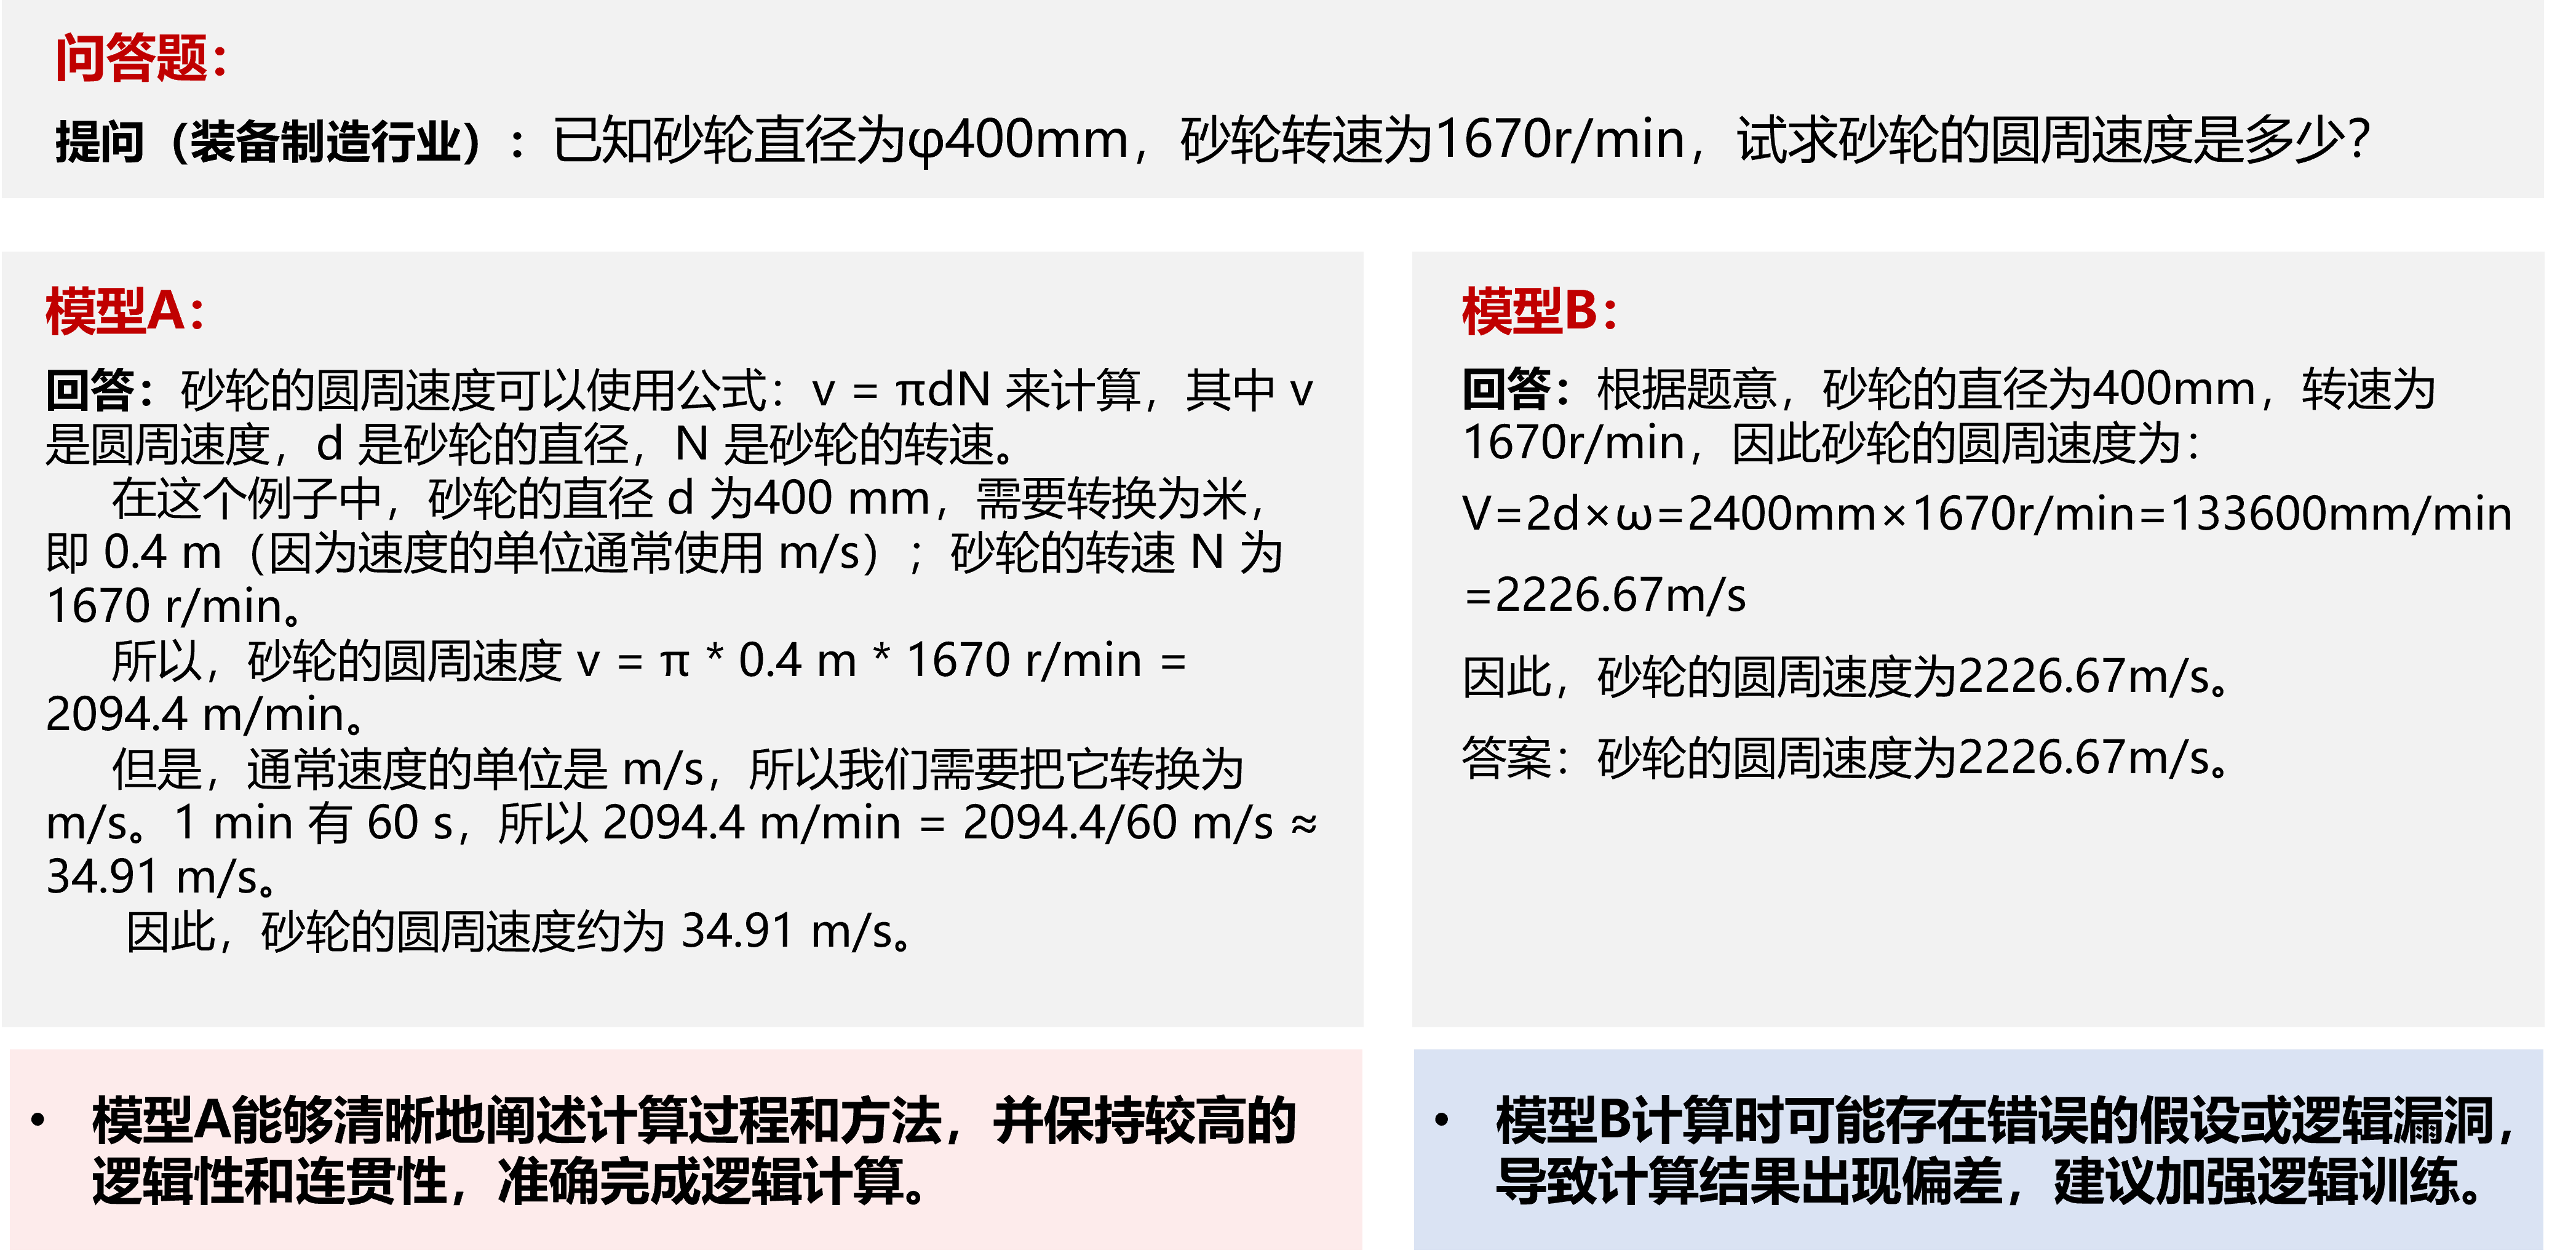 问答题：
提问（装备制造行业）：已知砂轮直径为φ400mm，砂轮转速为1670r/min，试求砂轮的圆周速度是多少？
模型A：
回答：砂轮的圆周速度可以使用公式：v = πdN 来计算，其中 v
是圆周速度，d 是砂轮的直径，N 是砂轮的转速。
在这个例子中，砂轮的直径 d 为400 mm，需要转换为米，
即 0.4 m（因为速度的单位通常使用 m/s）；砂轮的转速 N 为
1670 r/min。
所以，砂轮的圆周速度 v = π * 0.4 m * 1670 r/min =
2094.4 m/min。
但是，通常速度的单位是 m/s，所以我们需要把它转换为
m/s。1 min 有 60 s，所以 2094.4 m/min = 2094.4/60 m/s ≈
34.91 m/s。
因此，砂轮的圆周速度约为 34.91 m/s。
模型B：
回答：根据题意，砂轮的直径为400mm，转速为
1670r/min，因此砂轮的圆周速度为：
V=2d×ω=2400mm×1670r/min=133600mm/min
=2226.67m/s
因此，砂轮的圆周速度为2226.67m/s。
答案：砂轮的圆周速度为2226.67m/s。
• 模型A能够清晰地阐述计算过程和方法，并保持较高的
逻辑性和连贯性，准确完成逻辑计算。
• 模型B计算时可能存在错误的假设或逻辑漏洞，
导致计算结果出现偏差，建议加强逻辑训练。